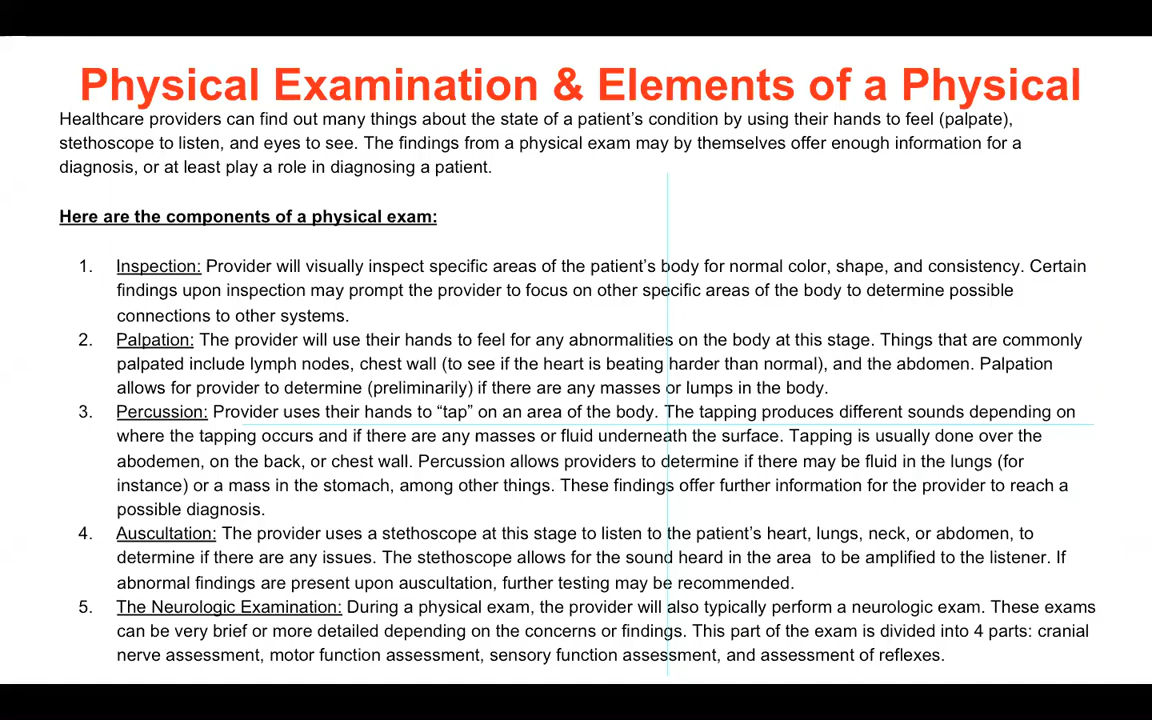 Physical Examination & Elements of a Physical
Healthcare providers can find out many things about the state of a patient’s condition by using their hands to feel (palpate),
stethoscope to listen, and eyes to see. The findings from a physical exam may by themselves offer enough information for a
diagnosis, or at least play a role in diagnosing a patient.
Here are the components of a physical exam:
1. Inspection: Provider will visually inspect specific areas of the patient’s body for normal color, shape, and consistency. Certain
findings upon inspection may prompt the provider to focus on other specific areas of the body to determine possible
connections to other systems.
2. Palpation: The provider will use their hands to feel for any abnormalities on the body at this stage. Things that are commonly
palpated include lymph nodes, chest wall (to see if the heart is beating harder than normal), and the abdomen. Palpation
allows for provider to determine (preliminarily) if there are any masses or lumps in the body.
3. Percussion: Provider uses their hands to “tap” on an area of the body. The tapping produces different sounds depending on
where the tapping occurs and if there are any masses or fluid underneath the surface. Tapping is usually done over the
abodemen, on the back, or chest wall. Percussion allows providers to determine if there may be fluid in the lungs (for
instance) or a mass in the stomach, among other things. These findings offer further information for the provider to reach a
possible diagnosis.
4. Auscultation: The provider uses a stethoscope at this stage to listen to the patient’s heart, lungs, neck, or abdomen, to
determine if there are any issues. The stethoscope allows for the sound heard in the area to be amplified to the listener. If
abnormal findings are present upon auscultation, further testing may be recommended.
5. The Neurologic Examination: During a physical exam, the provider will also typically perform a neurologic exam. These exams
can be very brief or more detailed depending on the concerns or findings. This part of the exam is divided into 4 parts: cranial
nerve assessment, motor function assessment, sensory function assessment, and assessment of reflexes.